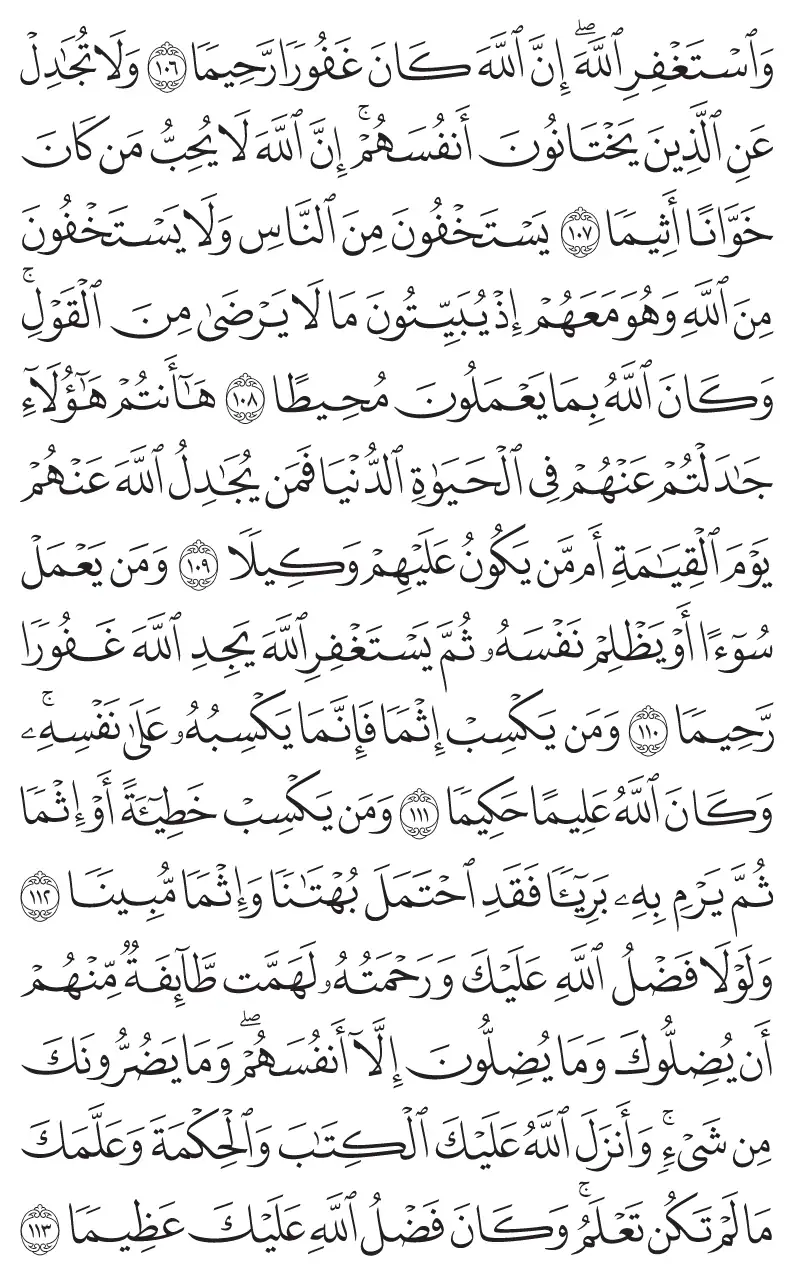 وَٱسْتَغْفِرِ ٱللَّهَۖ إِنَّ ٱللَّهَ كَانَ غَفُورًا رَّحِيمًا ١٠٦ وَلَا تُجَٰدِلْ
عَنِ ٱلَّذِينَ يَخْتَانُونَ أَنفُسَهُمْۚ إِنَّ ٱللَّهَ لَا يُحِبُّ مَن كَانَ
خَوَّانًا أَثِيمًا ١٠٧ يَسْتَخْفُونَ مِنَ ٱلنَّاسِ وَلَا يَسْتَخْفُونَ
مِنَ ٱللَّهِ وَهُوَ مَعَهُمْ إِذْ يُبَيِّتُونَ مَا لَا يَرْضَىٰ مِنَ ٱلْقَوْلِۚ
وَكَانَ ٱللَّهُ بِمَا يَعْمَلُونَ مُحِيطًا ١٠٨ هَٰٓأَنتُمْ هَٰٓؤُلَآءِ
جَٰدَلْتُمْ عَنْهُمْ فِى ٱلْحَيَوٰةِ ٱلدُّنْيَا فَمَن يُجَٰدِلُ ٱللَّهَ عَنْهُمْ
يَوْمَ ٱلْقِيَٰمَةِ أَم مَّن يَكُونُ عَلَيْهِمْ وَكِيلًا ١٠٩ وَمَن يَعْمَلْ
سُوٓءًا أَوْ يَظْلِمْ نَفْسَهُۥ ثُمَّ يَسْتَغْفِرِ ٱللَّهَ يَجِدِ ٱللَّهَ غَفُورًا
رَّحِيمًا ١١٠ وَمَن يَكْسِبْ إِثْمًا فَإِنَّمَا يَكْسِبُهُۥ عَلَىٰ نَفْسِهِۦۚ
وَكَانَ ٱللَّهُ عَلِيمًا حَكِيمًا ١١١ وَمَن يَكْسِبْ خَطِيٓـَٔةً أَوْ إِثْمًا
ثُمَّ يَرْمِ بِهِۦ بَرِيٓـًٔا فَقَدِ ٱحْتَمَلَ بُهْتَٰنًا وَإِثْمًا مُّبِينًا ١١٢
وَلَوْلَا فَضْلُ ٱللَّهِ عَلَيْكَ وَرَحْمَتُهُۥ لَهَمَّت طَّآئِفَةٌ مِّنْهُمْ
أَن يُضِلُّوكَ وَمَا يُضِلُّونَ إِلَّآ أَنفُسَهُمْۖ وَمَا يَضُرُّونَكَ
مِن شَىْءٍۚ وَأَنزَلَ ٱللَّهُ عَلَيْكَ ٱلْكِتَٰبَ وَٱلْحِكْمَةَ وَعَلَّمَكَ
مَا لَمْ تَكُن تَعْلَمُۚ وَكَانَ فَضْلُ ٱللَّهِ عَلَيْكَ عَظِيمًا ١١٣